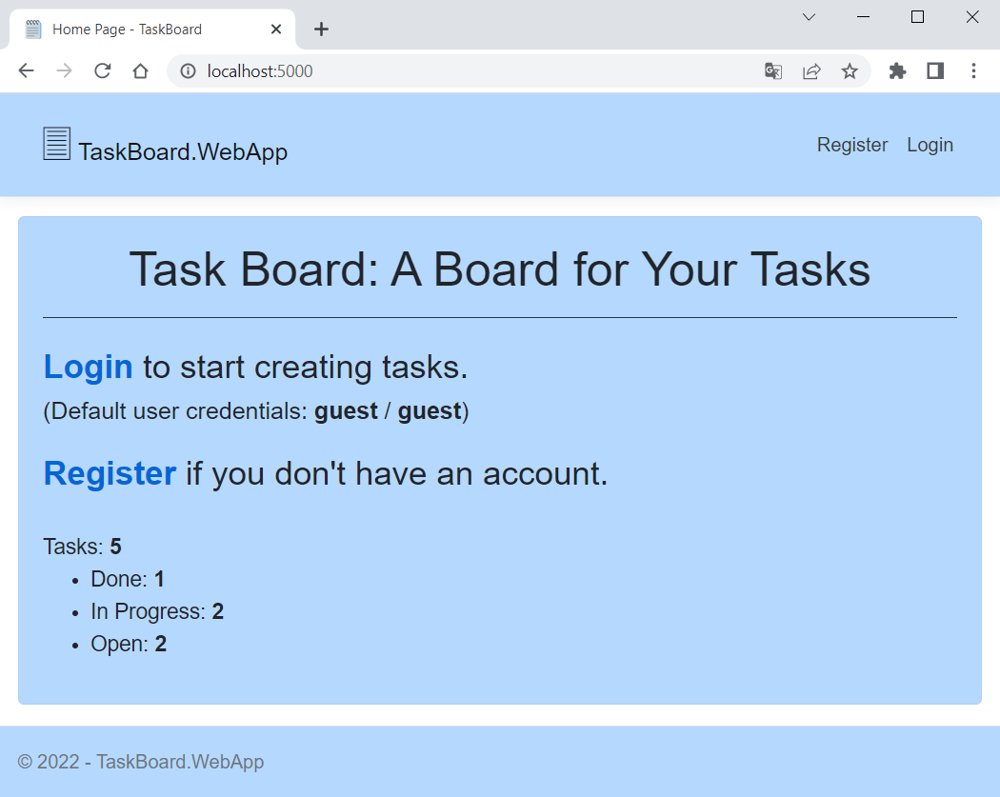 Home Page - TaskBoard
localhost:5000
TaskBoard.WebApp
Register Login
Task Board: A Board for Your Tasks
Login to start creating tasks.
(Default user credentials: guest / guest)
Register if you don't have an account.
Tasks: 5
• Done: 1
• In Progress: 2
• Open: 2
© 2022 - TaskBoard.WebApp